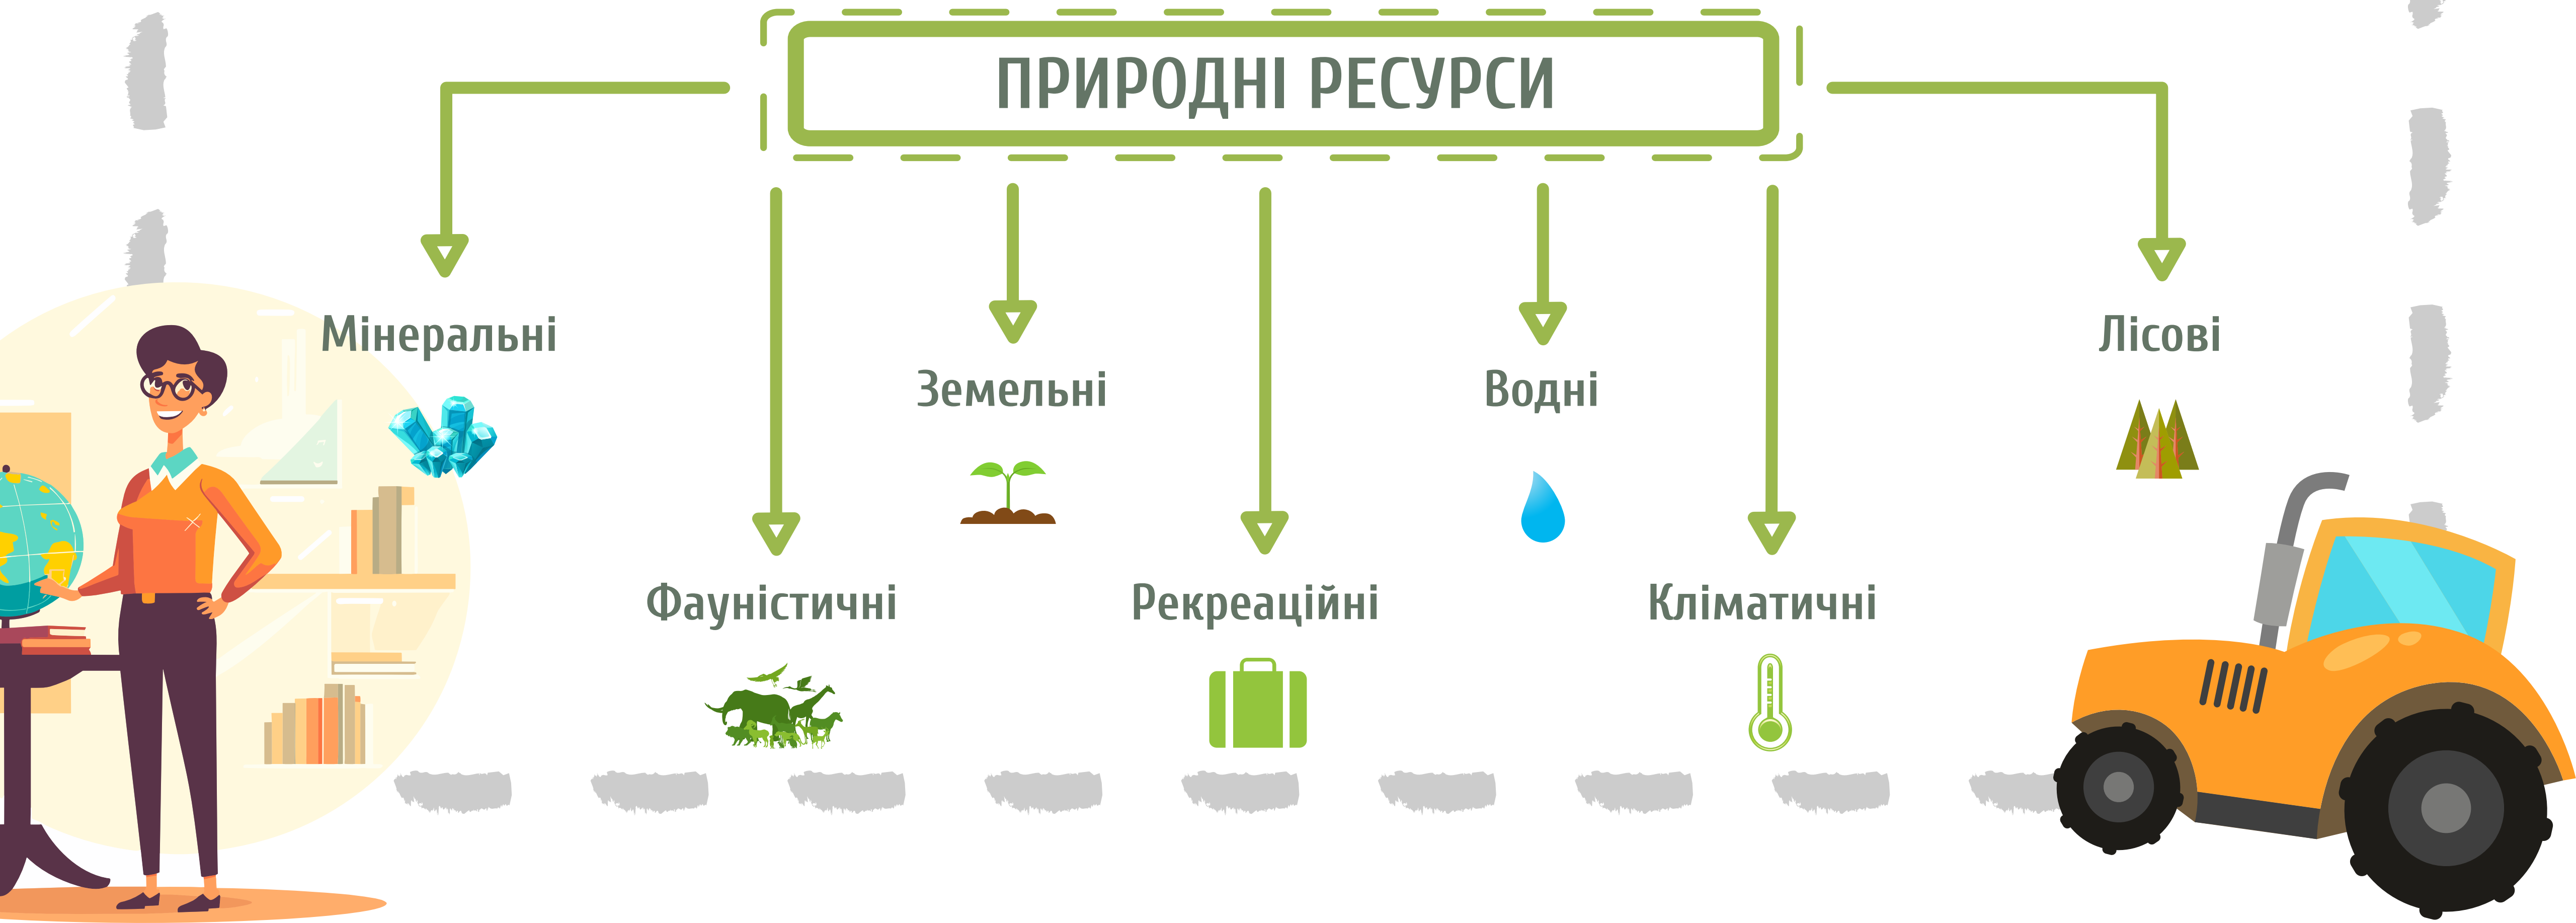 ПРИРОДНІ РЕСУРСИ
Мінеральні
Лісові
Земельні
Водні
Фауністичні
Рекреаційні
Кліматичні